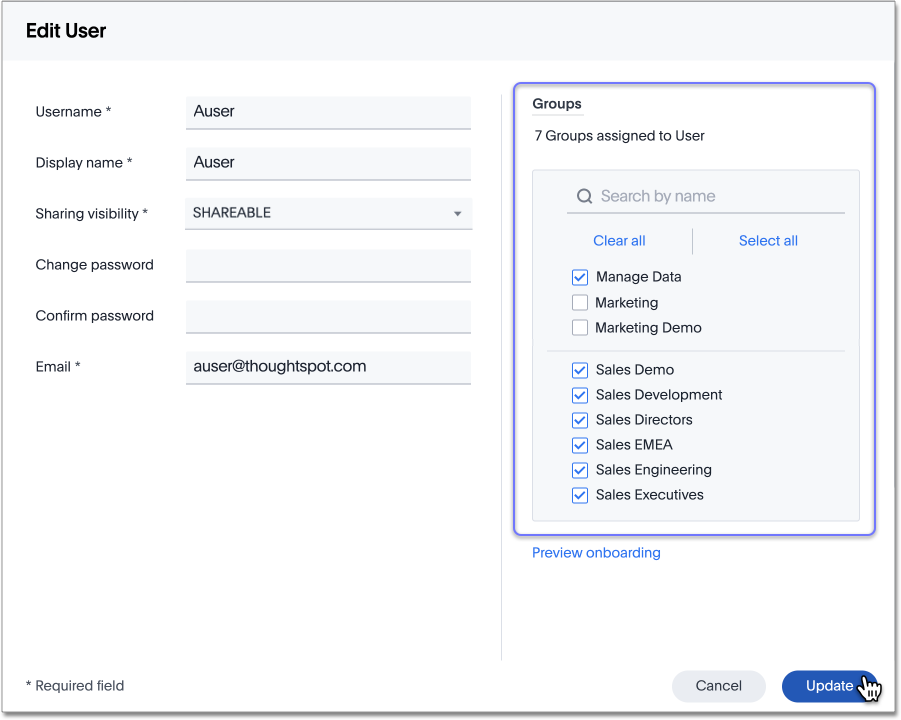 Edit User
Username *
Auser
Display name *
Auser
Sharing visibility *
SHAREABLE
Change password
Confirm password
Email *
auser@thoughtspot.com
Groups
7 Groups assigned to User
Search by name
Clear all
Select all
Manage Data
Marketing
Marketing Demo
Sales Demo
Sales Development
Sales Directors
Sales EMEA
Sales Engineering
Sales Executives
Preview onboarding
* Required field
Cancel
Update